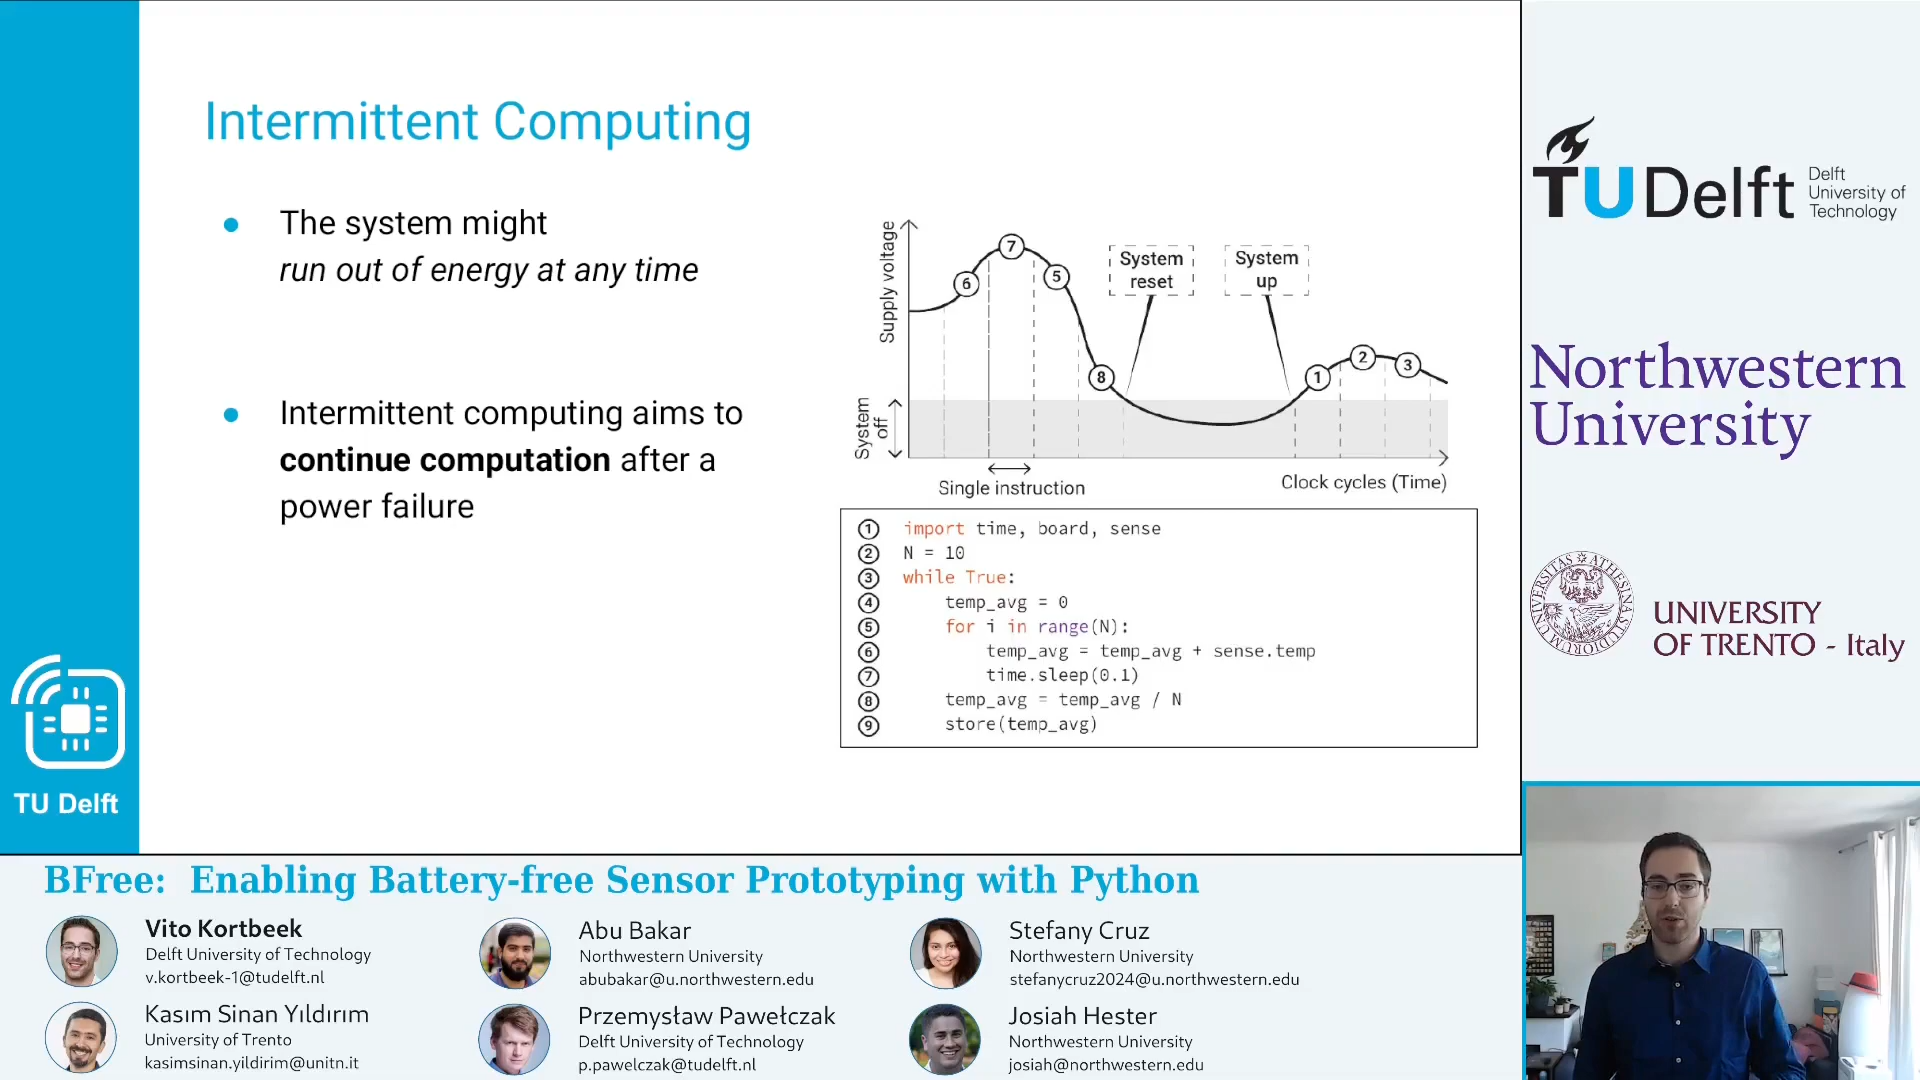 Intermittent Computing
● The system might
run out of energy at any time
● Intermittent computing aims to
continue computation after a
power failure
Supply voltage
System
off
6
7
5
8
1
2
3
System
reset
System
up
Single instruction
Clock cycles (Time)
1 import time, board, sense
2 N = 10
3 while True:
4 temp_avg = 0
5 for i in range(N):
6 temp_avg = temp_avg + sense.temp
7 time.sleep(0.1)
8 temp_avg = temp_avg / N
9 store(temp_avg)
TU Delft
TUDelft
Delft
University of
Technology
Northwestern
University
UNIVERSITY
OF TRENTO - Italy
BFree: Enabling Battery-free Sensor Prototyping with Python
Vito Kortbeek
Delft University of Technology
v.kortbeek-1@tudelft.nl
Abu Bakar
Northwestern University
abubakar@u.northwestern.edu
Stefany Cruz
Northwestern University
stefanycruz2024@u.northwestern.edu
Kasım Sinan Yıldırım
University of Trento
kasimsinan.yildirim@unitn.it
Przemysław Pawełczak
Delft University of Technology
p.pawelczak@tudelft.nl
Josiah Hester
Northwestern University
josiah@northwestern.edu